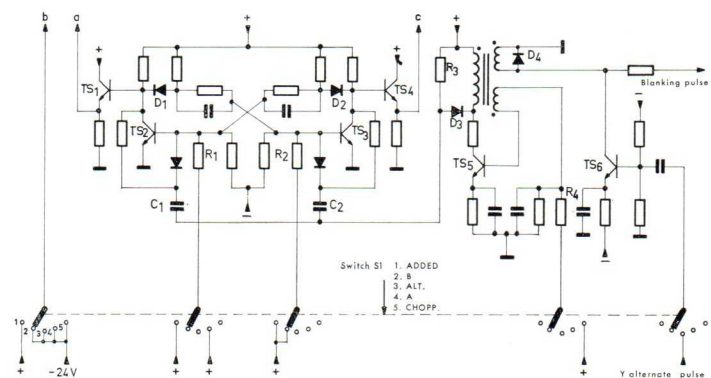 b a c
+ + + + +
R3 D4
TS1 D1 D2 TS4
Blanking pulse
TS2 TS3 D3
R1 R2 TS5 TS6
C1 C2 R4
Switch S1 1. ADDED
2. B
3. ALT.
4. A
5. CHOPP.
1 2 3 4 5
+ -24V + + + + Y alternate pulse